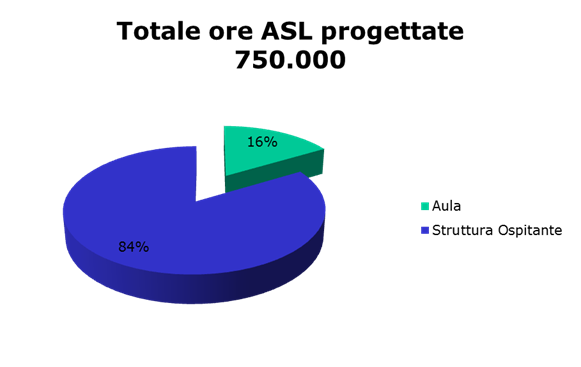 Totale ore ASL progettate
750.000
16%
Aula
Struttura Ospitante
84%